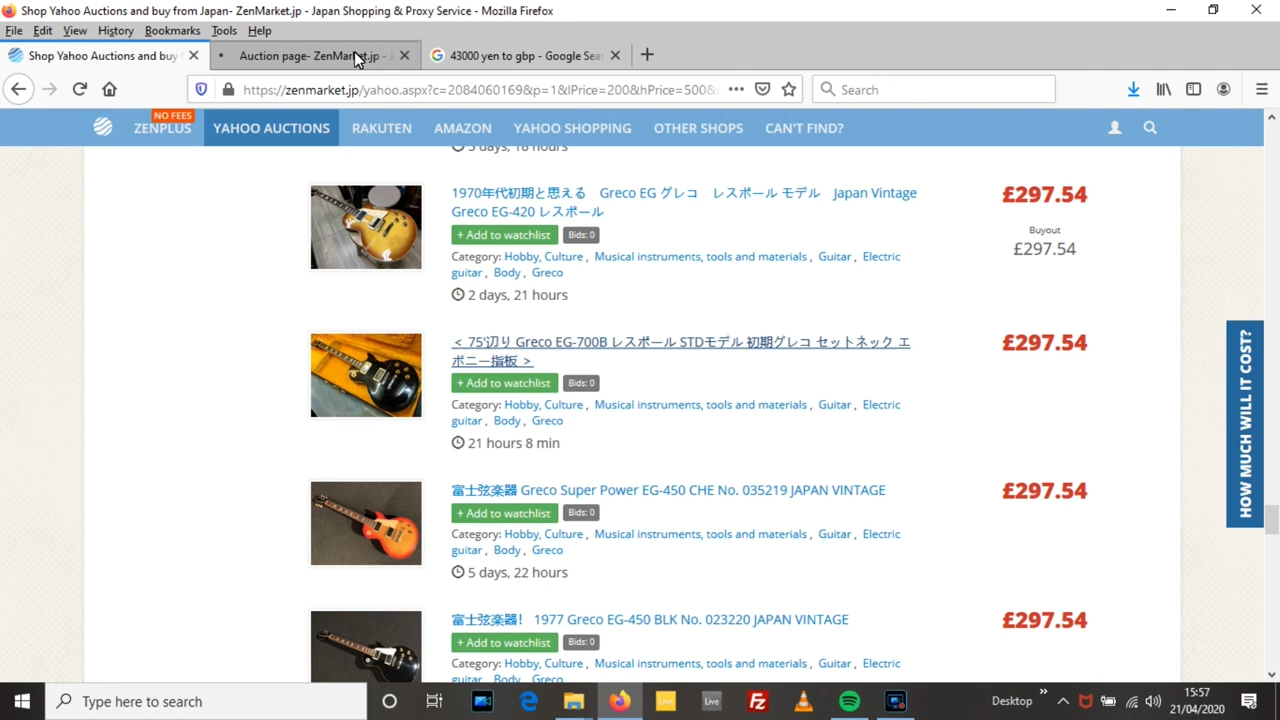 Shop Yahoo Auctions and buy from Japan- ZenMarket.jp - Japan Shopping & Proxy Service - Mozilla Firefox
File Edit View History Bookmarks Tools Help
Shop Yahoo Auctions and buy
Auction page- ZenMarket.jp -
43000 yen to gbp - Google Sea
https://zenmarket.jp/yahoo.aspx?c=2084060169&p=1&lPrice=200&hPrice=500&
Search
NO FEES
ZENPLUS YAHOO AUCTIONS RAKUTEN AMAZON YAHOO SHOPPING OTHER SHOPS CAN'T FIND?
5 days, 18 hours
1970年代初期と思える Greco EG グレコ レスポール モデル Japan Vintage
Greco EG-420 レスポール
£297.54
+ Add to watchlist Bids: 0
Buyout
£297.54
Category: Hobby, Culture , Musical instruments, tools and materials , Guitar , Electric
guitar , Body , Greco
2 days, 21 hours
< 75'辺り Greco EG-700B レスポール STDモデル 初期グレコ セットネック エ
ボニー指板 >
£297.54
+ Add to watchlist Bids: 0
Category: Hobby, Culture , Musical instruments, tools and materials , Guitar , Electric
guitar , Body , Greco
21 hours 8 min
富士弦楽器 Greco Super Power EG-450 CHE No. 035219 JAPAN VINTAGE
£297.54
+ Add to watchlist Bids: 0
Category: Hobby, Culture , Musical instruments, tools and materials , Guitar , Electric
guitar , Body , Greco
5 days, 22 hours
富士弦楽器! 1977 Greco EG-450 BLK No. 023220 JAPAN VINTAGE
£297.54
+ Add to watchlist Bids: 0
Category: Hobby, Culture , Musical instruments, tools and materials , Guitar , Electric
guitar , Body , Greco
HOW MUCH WILL IT COST?
Type here to search
Live
Live
Desktop
15:57
21/04/2020